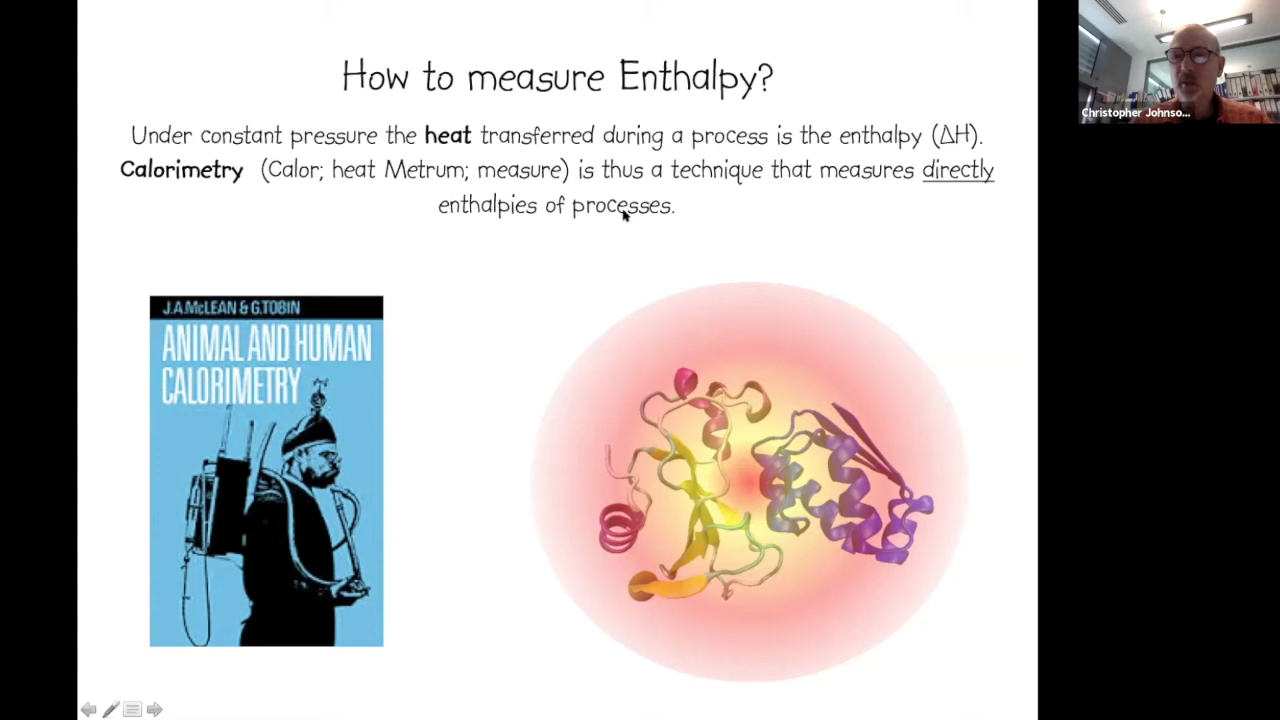 How to measure Enthalpy?
Under constant pressure the heat transferred during a process is the enthalpy (ΔH).
Calorimetry (Calor; heat Metrum; measure) is thus a technique that measures directly
enthalpies of processes.
J.A.McLEAN & G.TOBIN
ANIMAL AND HUMAN
CALORIMETRY
Christopher Johnso...